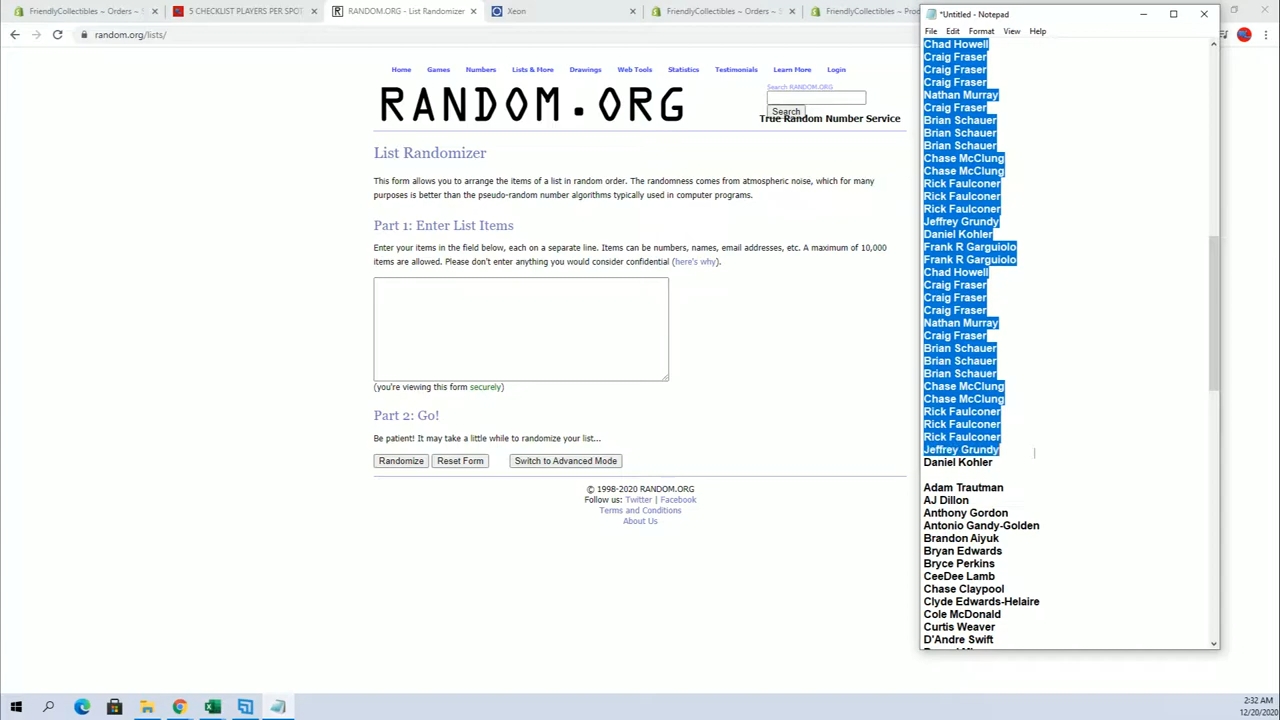 FriendlyCollectibles ~ Orders ~ S
5 CHECKLIST PLAYERS PER SPOT
RANDOM.ORG - List Randomizer
Xeon
FriendlyCollectibles ~ Orders ~ S
FriendlyCollectibles ~ Pro
random.org/lists/
Home Games Numbers Lists & More Drawings Web Tools Statistics Testimonials Learn More Login
RANDOM.ORG
Search RANDOM.ORG
Search
True Random Number Service
List Randomizer
This form allows you to arrange the items of a list in random order. The randomness comes from atmospheric noise, which for many
purposes is better than the pseudo-random number algorithms typically used in computer programs.
Part 1: Enter List Items
Enter your items in the field below, each on a separate line. Items can be numbers, names, email addresses, etc. A maximum of 10,000
items are allowed. Please don't enter anything you would consider confidential (here's why).
(you're viewing this form securely)
Part 2: Go!
Be patient! It may take a little while to randomize your list...
Randomize Reset Form Switch to Advanced Mode
© 1998-2020 RANDOM.ORG
Follow us: Twitter | Facebook
Terms and Conditions
About Us
*Untitled - Notepad
File Edit Format View Help
Chad Howell
Craig Fraser
Craig Fraser
Craig Fraser
Nathan Murray
Craig Fraser
Brian Schauer
Brian Schauer
Brian Schauer
Chase McClung
Chase McClung
Rick Faulconer
Rick Faulconer
Rick Faulconer
Jeffrey Grundy
Daniel Kohler
Frank R Garguiolo
Frank R Garguiolo
Chad Howell
Craig Fraser
Craig Fraser
Craig Fraser
Nathan Murray
Craig Fraser
Brian Schauer
Brian Schauer
Brian Schauer
Chase McClung
Chase McClung
Rick Faulconer
Rick Faulconer
Rick Faulconer
Jeffrey Grundy
Daniel Kohler
Adam Trautman
AJ Dillon
Anthony Gordon
Antonio Gandy-Golden
Brandon Aiyuk
Bryan Edwards
Bryce Perkins
CeeDee Lamb
Chase Claypool
Clyde Edwards-Helaire
Cole McDonald
Curtis Weaver
D'Andre Swift
2:32 AM
12/20/2020